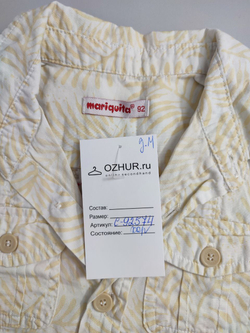 д.М
mariquita® 92
OZHUR.ru
Состав:
Размер:
Артикул:
Состояние: